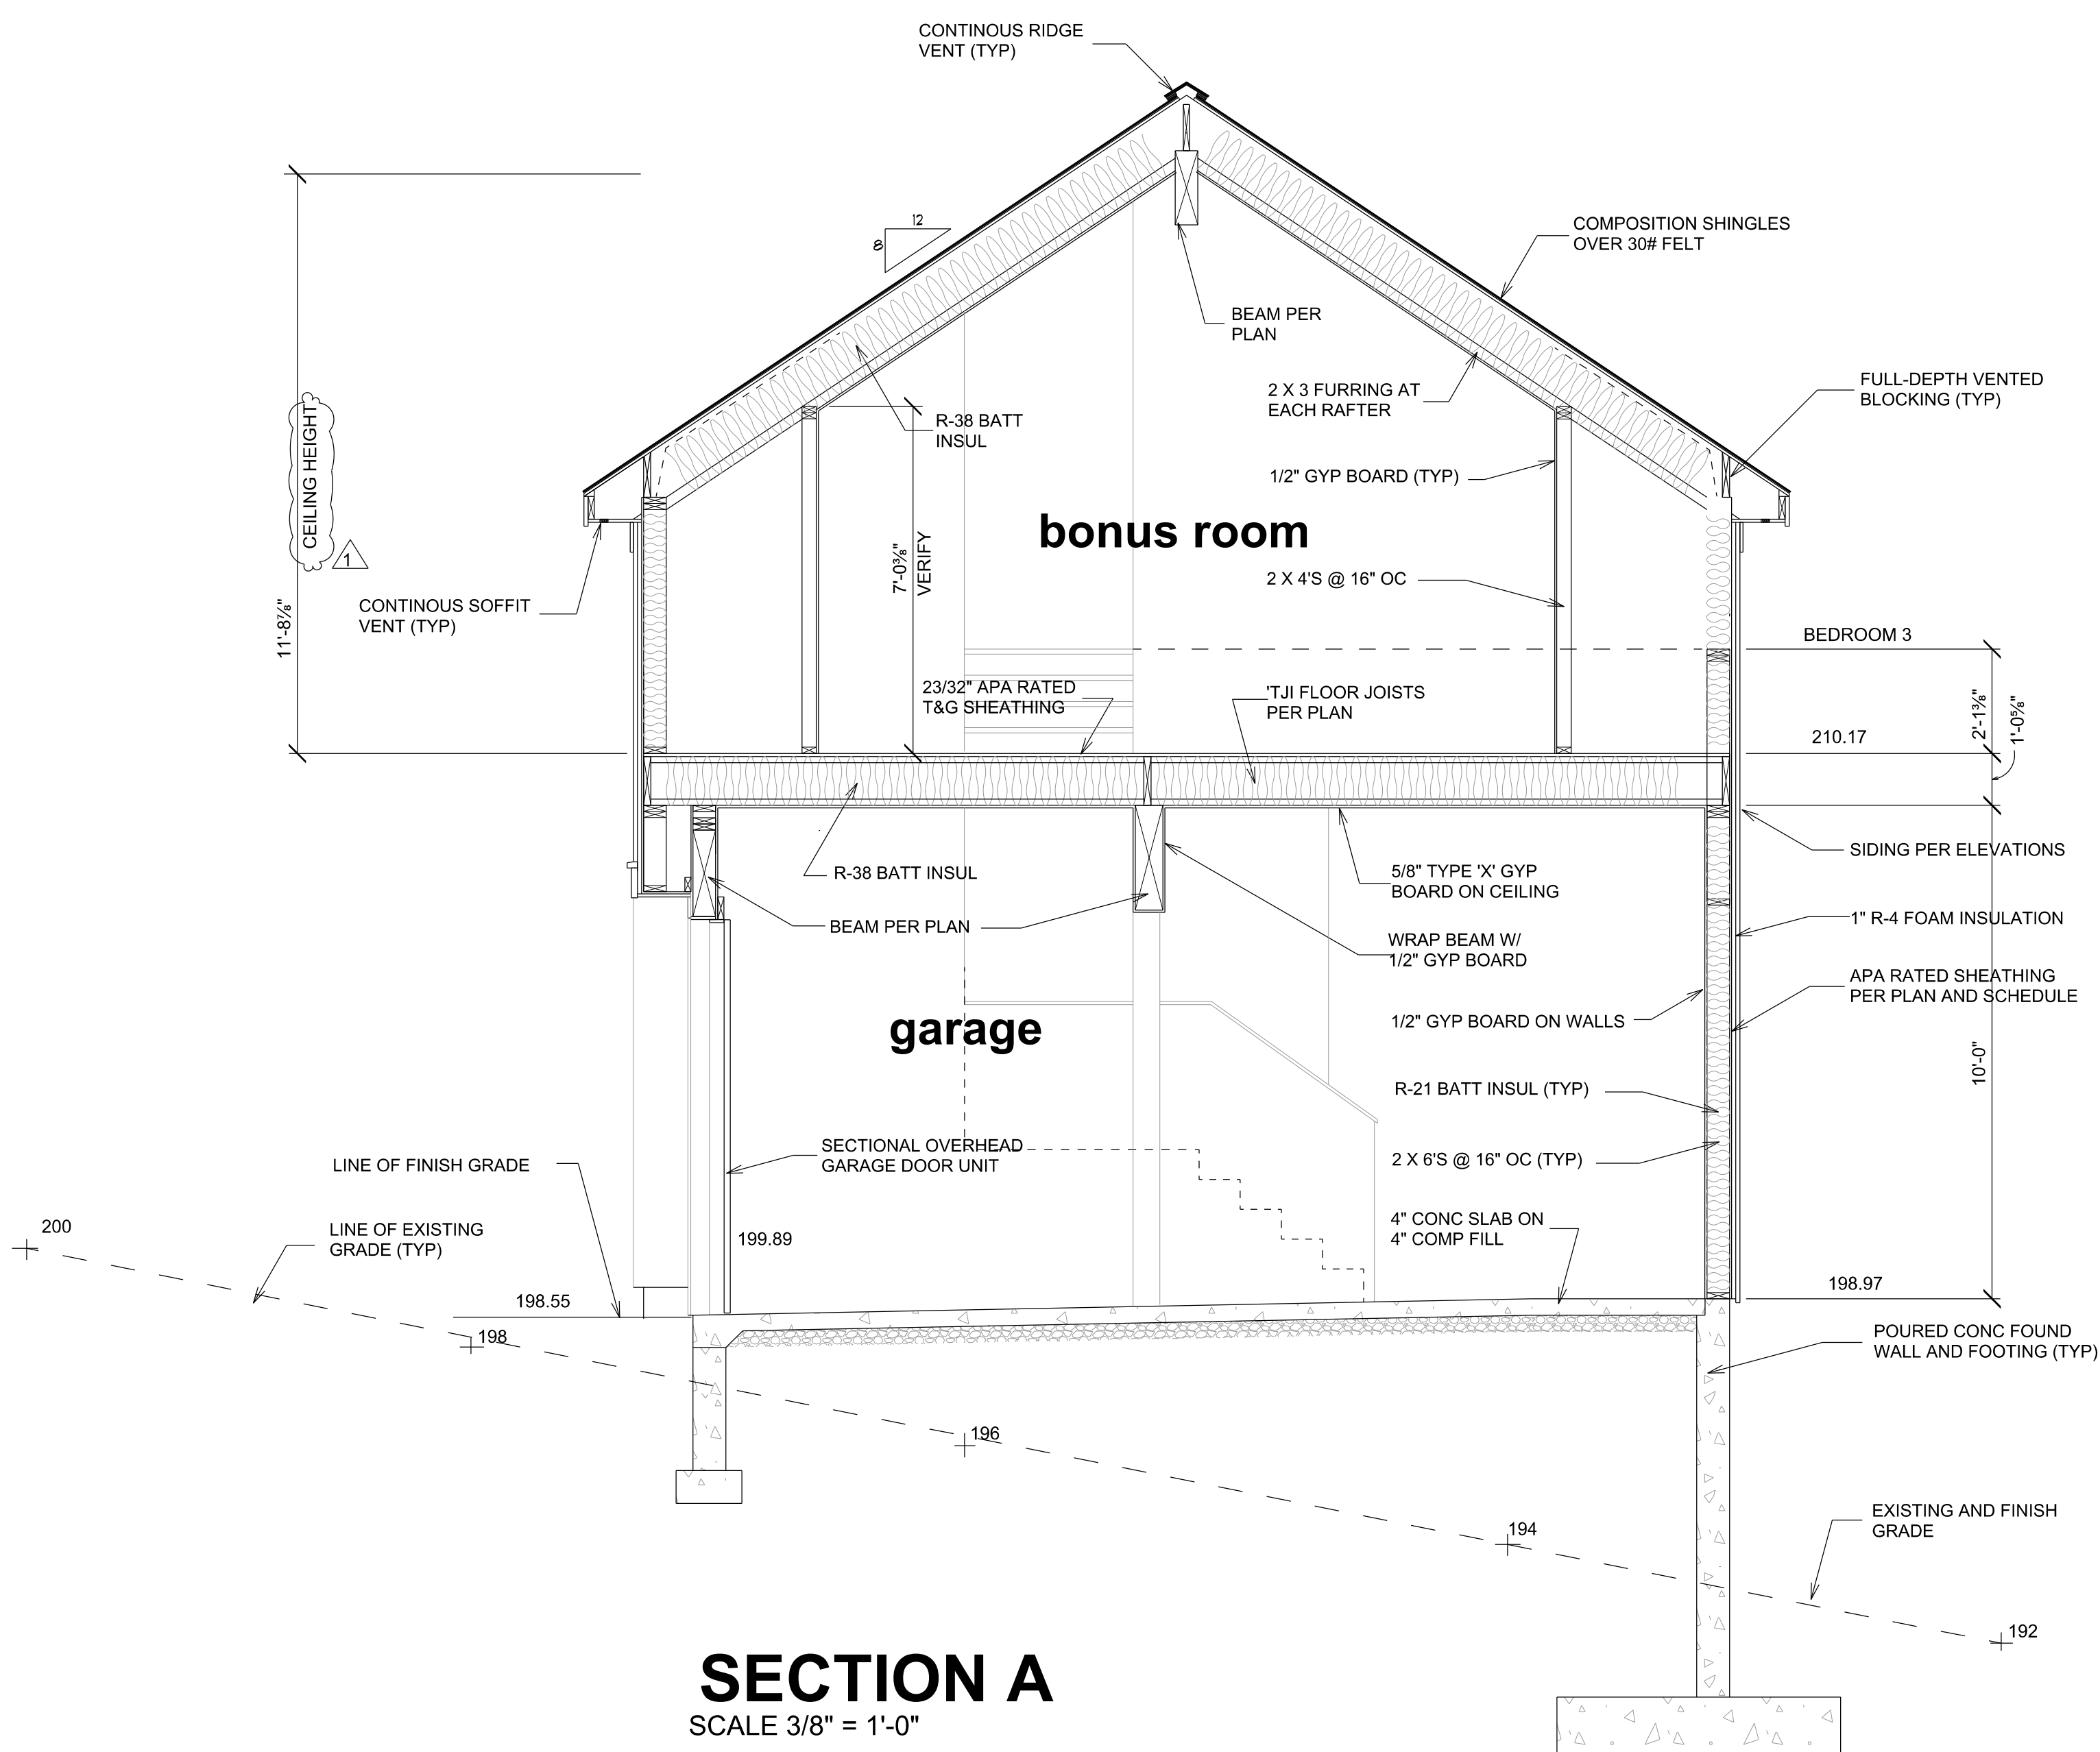 CONTINOUS RIDGE
VENT (TYP)
12
8
COMPOSITION SHINGLES
OVER 30# FELT
BEAM PER
PLAN
2 X 3 FURRING AT
EACH RAFTER
FULL-DEPTH VENTED
BLOCKING (TYP)
R-38 BATT
INSUL
CEILING HEIGHT
1
1/2" GYP BOARD (TYP)
bonus room
7'-0⅜"
VERIFY
2 X 4'S @ 16" OC
CONTINOUS SOFFIT
VENT (TYP)
11'-8⅞"
BEDROOM 3
23/32" APA RATED
T&G SHEATHING
'TJI FLOOR JOISTS
PER PLAN
2'-1⅜"
1'-0⅝"
210.17
R-38 BATT INSUL
5/8" TYPE 'X' GYP
BOARD ON CEILING
SIDING PER ELEVATIONS
BEAM PER PLAN
WRAP BEAM W/
1/2" GYP BOARD
1" R-4 FOAM INSULATION
APA RATED SHEATHING
PER PLAN AND SCHEDULE
garage
1/2" GYP BOARD ON WALLS
10'-0"
R-21 BATT INSUL (TYP)
SECTIONAL OVERHEAD
GARAGE DOOR UNIT
2 X 6'S @ 16" OC (TYP)
LINE OF FINISH GRADE
200
LINE OF EXISTING
GRADE (TYP)
199.89
4" CONC SLAB ON
4" COMP FILL
198.55
198.97
198
POURED CONC FOUND
WALL AND FOOTING (TYP)
196
194
EXISTING AND FINISH
GRADE
192
SECTION A
SCALE 3/8" = 1'-0"